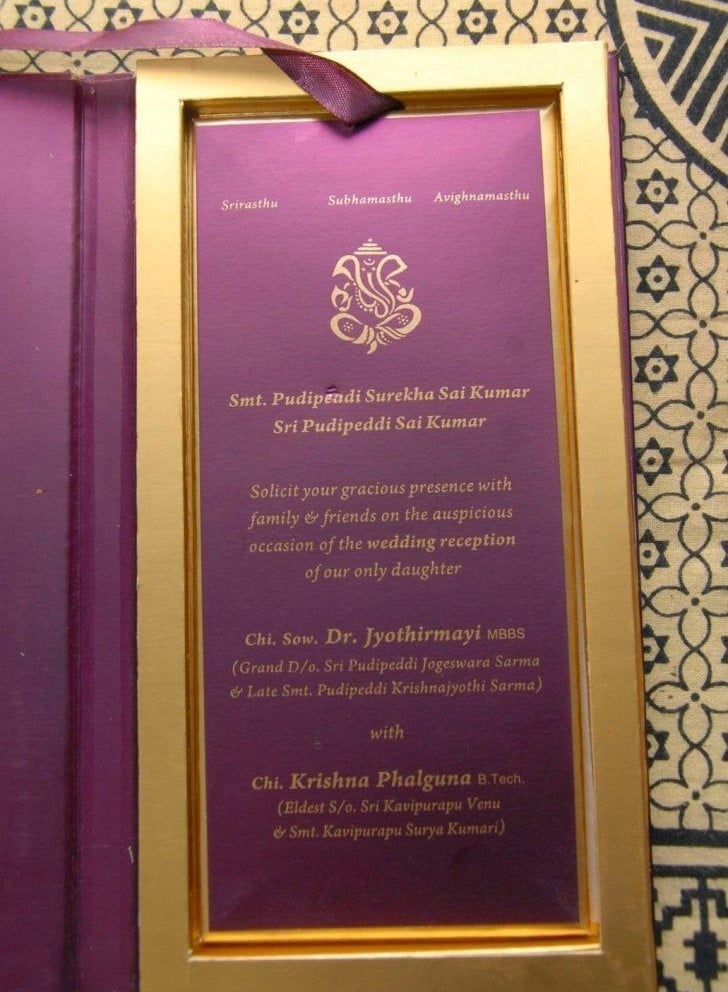 Srirasthu Subhamasthu Avighnamasthu
Smt. Pudipeddi Surekha Sai Kumar
Sri Pudipeddi Sai Kumar
Solicit your gracious presence with
family & friends on the auspicious
occasion of the wedding reception
of our only daughter
Chi. Sow. Dr. Jyothirmayi MBBS
(Grand D/o. Sri Pudipeddi Jogeswara Sarma
& Late Smt. Pudipeddi Krishnajyothi Sarma)
with
Chi. Krishna Phalguna B.Tech.
(Eldest S/o. Sri Kavipurapu Venu
& Smt. Kavipurapu Surya Kumari)